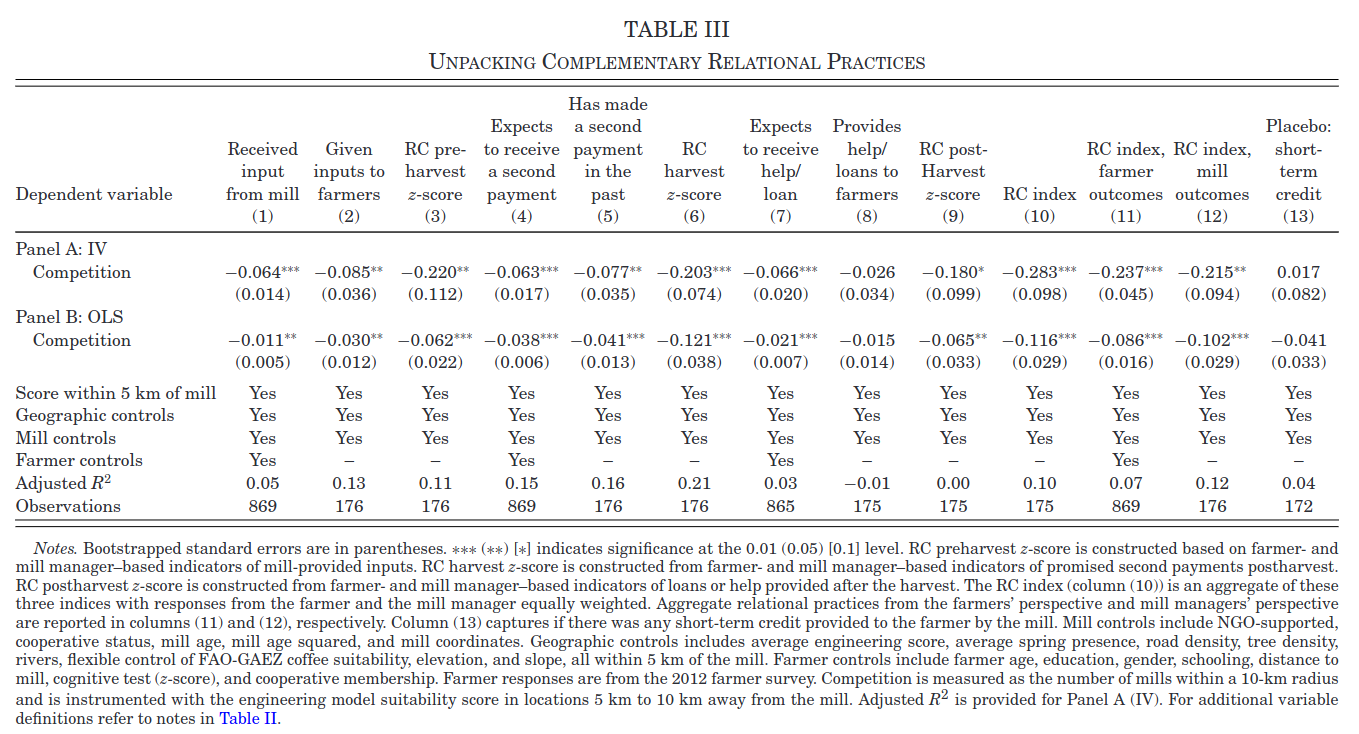 TABLE III
UNPACKING COMPLEMENTARY RELATIONAL PRACTICES
Has made
Expects a second Expects Provides Placebo:
Received Given RC pre- to receive payment RC to receive help/ RC post- RC index, RC index, short-
input inputs to harvest a second in the harvest help/ loans to Harvest farmer mill term
Dependent variable from mill farmers z-score payment past z-score loan farmers z-score RC index outcomes outcomes credit
(1) (2) (3) (4) (5) (6) (7) (8) (9) (10) (11) (12) (13)
Panel A: IV
Competition −0.064*** −0.085** −0.220** −0.063*** −0.077** −0.203*** −0.066*** −0.026 −0.180* −0.283*** −0.237*** −0.215** 0.017
(0.014) (0.036) (0.112) (0.017) (0.035) (0.074) (0.020) (0.034) (0.099) (0.098) (0.045) (0.094) (0.082)
Panel B: OLS
Competition −0.011** −0.030** −0.062*** −0.038*** −0.041*** −0.121*** −0.021*** −0.015 −0.065** −0.116*** −0.086*** −0.102*** −0.041
(0.005) (0.012) (0.022) (0.006) (0.013) (0.038) (0.007) (0.014) (0.033) (0.029) (0.016) (0.029) (0.033)
Score within 5 km of mill Yes Yes Yes Yes Yes Yes Yes Yes Yes Yes Yes Yes Yes
Geographic controls Yes Yes Yes Yes Yes Yes Yes Yes Yes Yes Yes Yes Yes
Mill controls Yes Yes Yes Yes Yes Yes Yes Yes Yes Yes Yes Yes Yes
Farmer controls Yes – – Yes – – Yes – – – Yes – –
Adjusted R² 0.05 0.13 0.11 0.15 0.16 0.21 0.03 −0.01 0.00 0.10 0.07 0.12 0.04
Observations 869 176 176 869 176 176 865 175 175 175 869 176 172
Notes. Bootstrapped standard errors are in parentheses. *** (**) [*] indicates significance at the 0.01 (0.05) [0.1] level. RC preharvest z-score is constructed based on farmer- and
mill manager–based indicators of mill-provided inputs. RC harvest z-score is constructed from farmer- and mill manager–based indicators of promised second payments postharvest.
RC postharvest z-score is constructed from farmer- and mill manager–based indicators of loans or help provided after the harvest. The RC index (column (10)) is an aggregate of these
three indices with responses from the farmer and the mill manager equally weighted. Aggregate relational practices from the farmers’ perspective and mill managers’ perspective
are reported in columns (11) and (12), respectively. Column (13) captures if there was any short-term credit provided to the farmer by the mill. Mill controls include NGO-supported,
cooperative status, mill age, mill age squared, and mill coordinates. Geographic controls includes average engineering score, average spring presence, road density, tree density,
rivers, flexible control of FAO-GAEZ coffee suitability, elevation, and slope, all within 5 km of the mill. Farmer controls include farmer age, education, gender, schooling, distance to
mill, cognitive test (z-score), and cooperative membership. Farmer responses are from the 2012 farmer survey. Competition is measured as the number of mills within a 10-km radius
and is instrumented with the engineering model suitability score in locations 5 km to 10 km away from the mill. Adjusted R² is provided for Panel A (IV). For additional variable
definitions refer to notes in Table II.